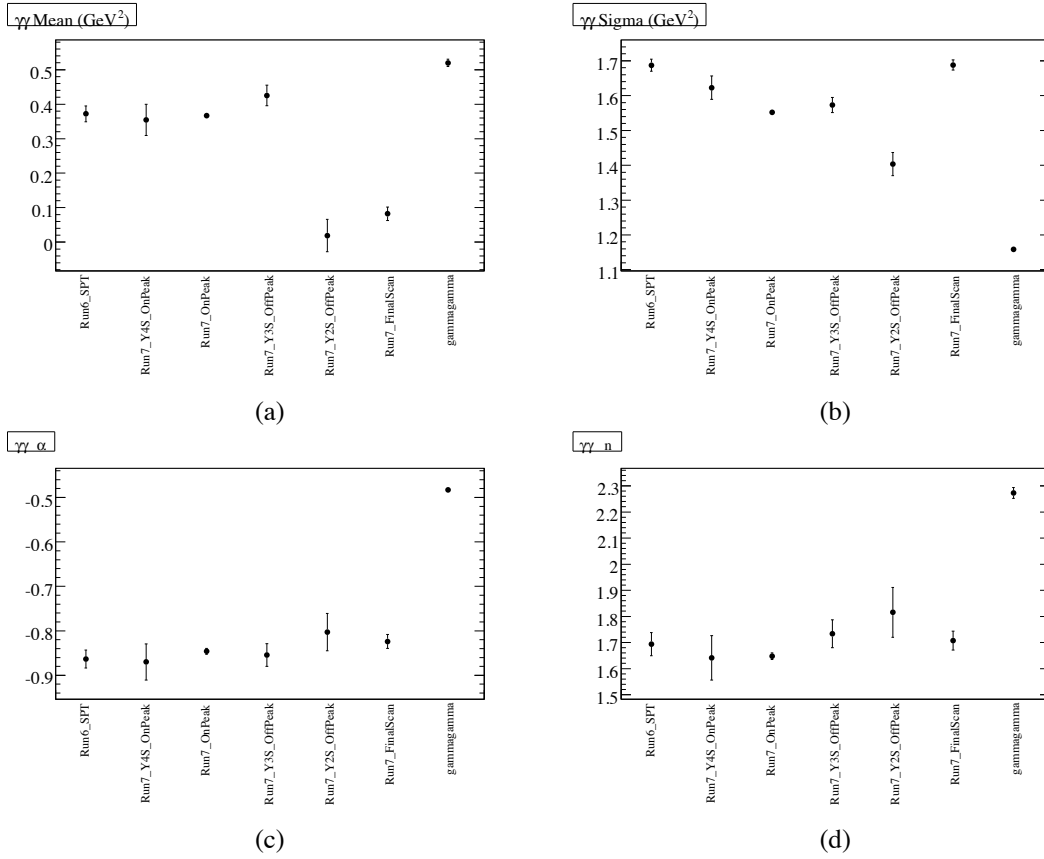 γγ Mean (GeV²)
0.5
0.4
0.3
0.2
0.1
0
Run6_SPT
Run7_Y4S_OnPeak
Run7_OnPeak
Run7_Y3S_OffPeak
Run7_Y2S_OffPeak
Run7_FinalScan
gammagamma
(a)
γγ Sigma (GeV²)
1.7
1.6
1.5
1.4
1.3
1.2
1.1
Run6_SPT
Run7_Y4S_OnPeak
Run7_OnPeak
Run7_Y3S_OffPeak
Run7_Y2S_OffPeak
Run7_FinalScan
gammagamma
(b)
γγ α
-0.5
-0.6
-0.7
-0.8
-0.9
Run6_SPT
Run7_Y4S_OnPeak
Run7_OnPeak
Run7_Y3S_OffPeak
Run7_Y2S_OffPeak
Run7_FinalScan
gammagamma
(c)
γγ n
2.3
2.2
2.1
2
1.9
1.8
1.7
1.6
1.5
Run6_SPT
Run7_Y4S_OnPeak
Run7_OnPeak
Run7_Y3S_OffPeak
Run7_Y2S_OffPeak
Run7_FinalScan
gammagamma
(d)